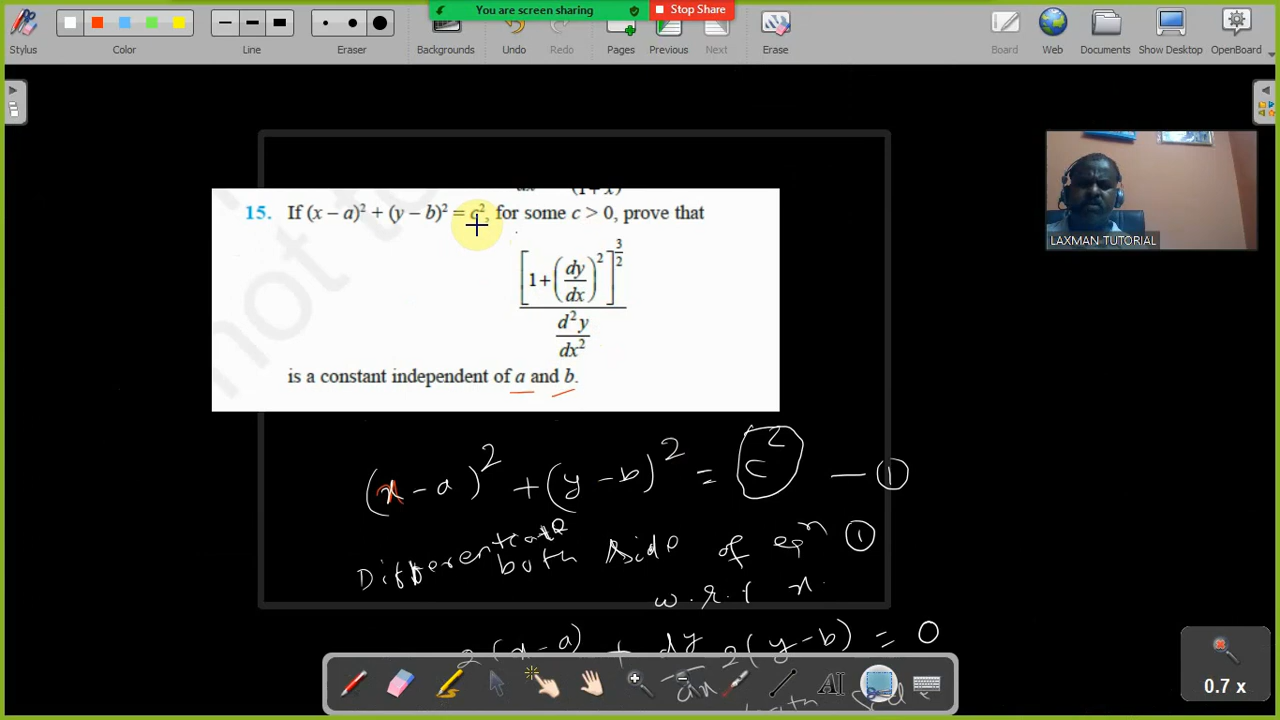 You are screen sharing
Stop Share
Stylus
Color
Line
Eraser
Backgrounds
Undo
Redo
Pages
Previous
Next
Erase
Board
Web
Documents
Show Desktop
OpenBoard
LAXMAN TUTORIAL
15. If (x – a)² + (y – b)² = c², for some c > 0, prove that
[1+(dy/dx)²]^(3/2)
d²y/dx²
is a constant independent of a and b.
not t
(x - a)² + (y - b)² = c² — ①
Differentiate both side of eqⁿ ①
w.r.t x.
2(x-a) + dy/dx 2(y-b) = 0
both
0.7 x